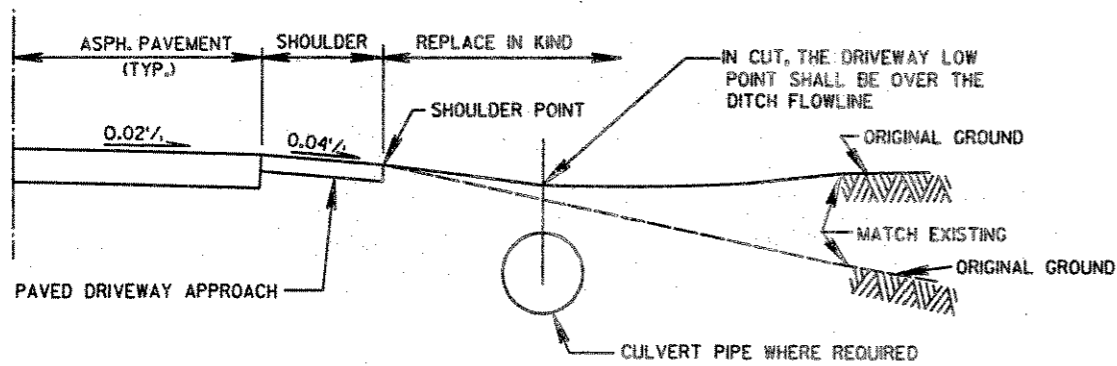 ASPH. PAVEMENT
(TYP.)
SHOULDER
REPLACE IN KIND
IN CUT, THE DRIVEWAY LOW
POINT SHALL BE OVER THE
DITCH FLOWLINE
SHOULDER POINT
0.02'/,
0.04'/,
ORIGINAL GROUND
MATCH EXISTING
ORIGINAL GROUND
PAVED DRIVEWAY APPROACH
CULVERT PIPE WHERE REQUIRED